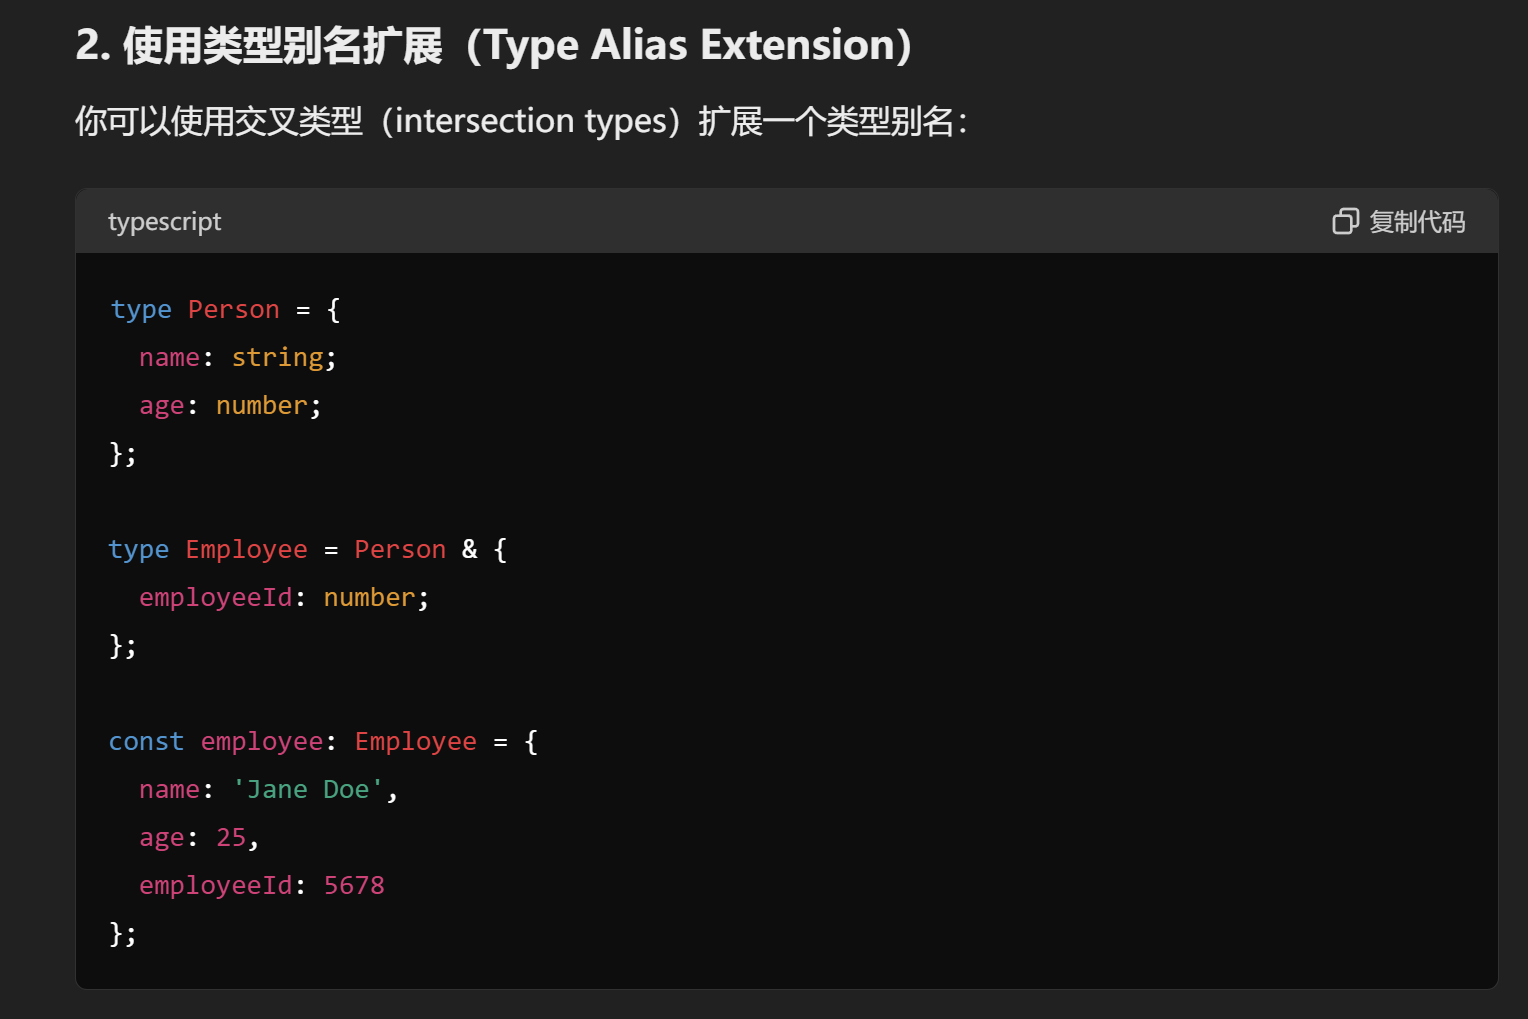 2. 使用类型别名扩展（Type Alias Extension）
你可以使用交叉类型（intersection types）扩展一个类型别名：
typescript
复制代码
type Person = {
  name: string;
  age: number;
};
type Employee = Person & {
  employeeId: number;
};
const employee: Employee = {
  name: 'Jane Doe',
  age: 25,
  employeeId: 5678
};